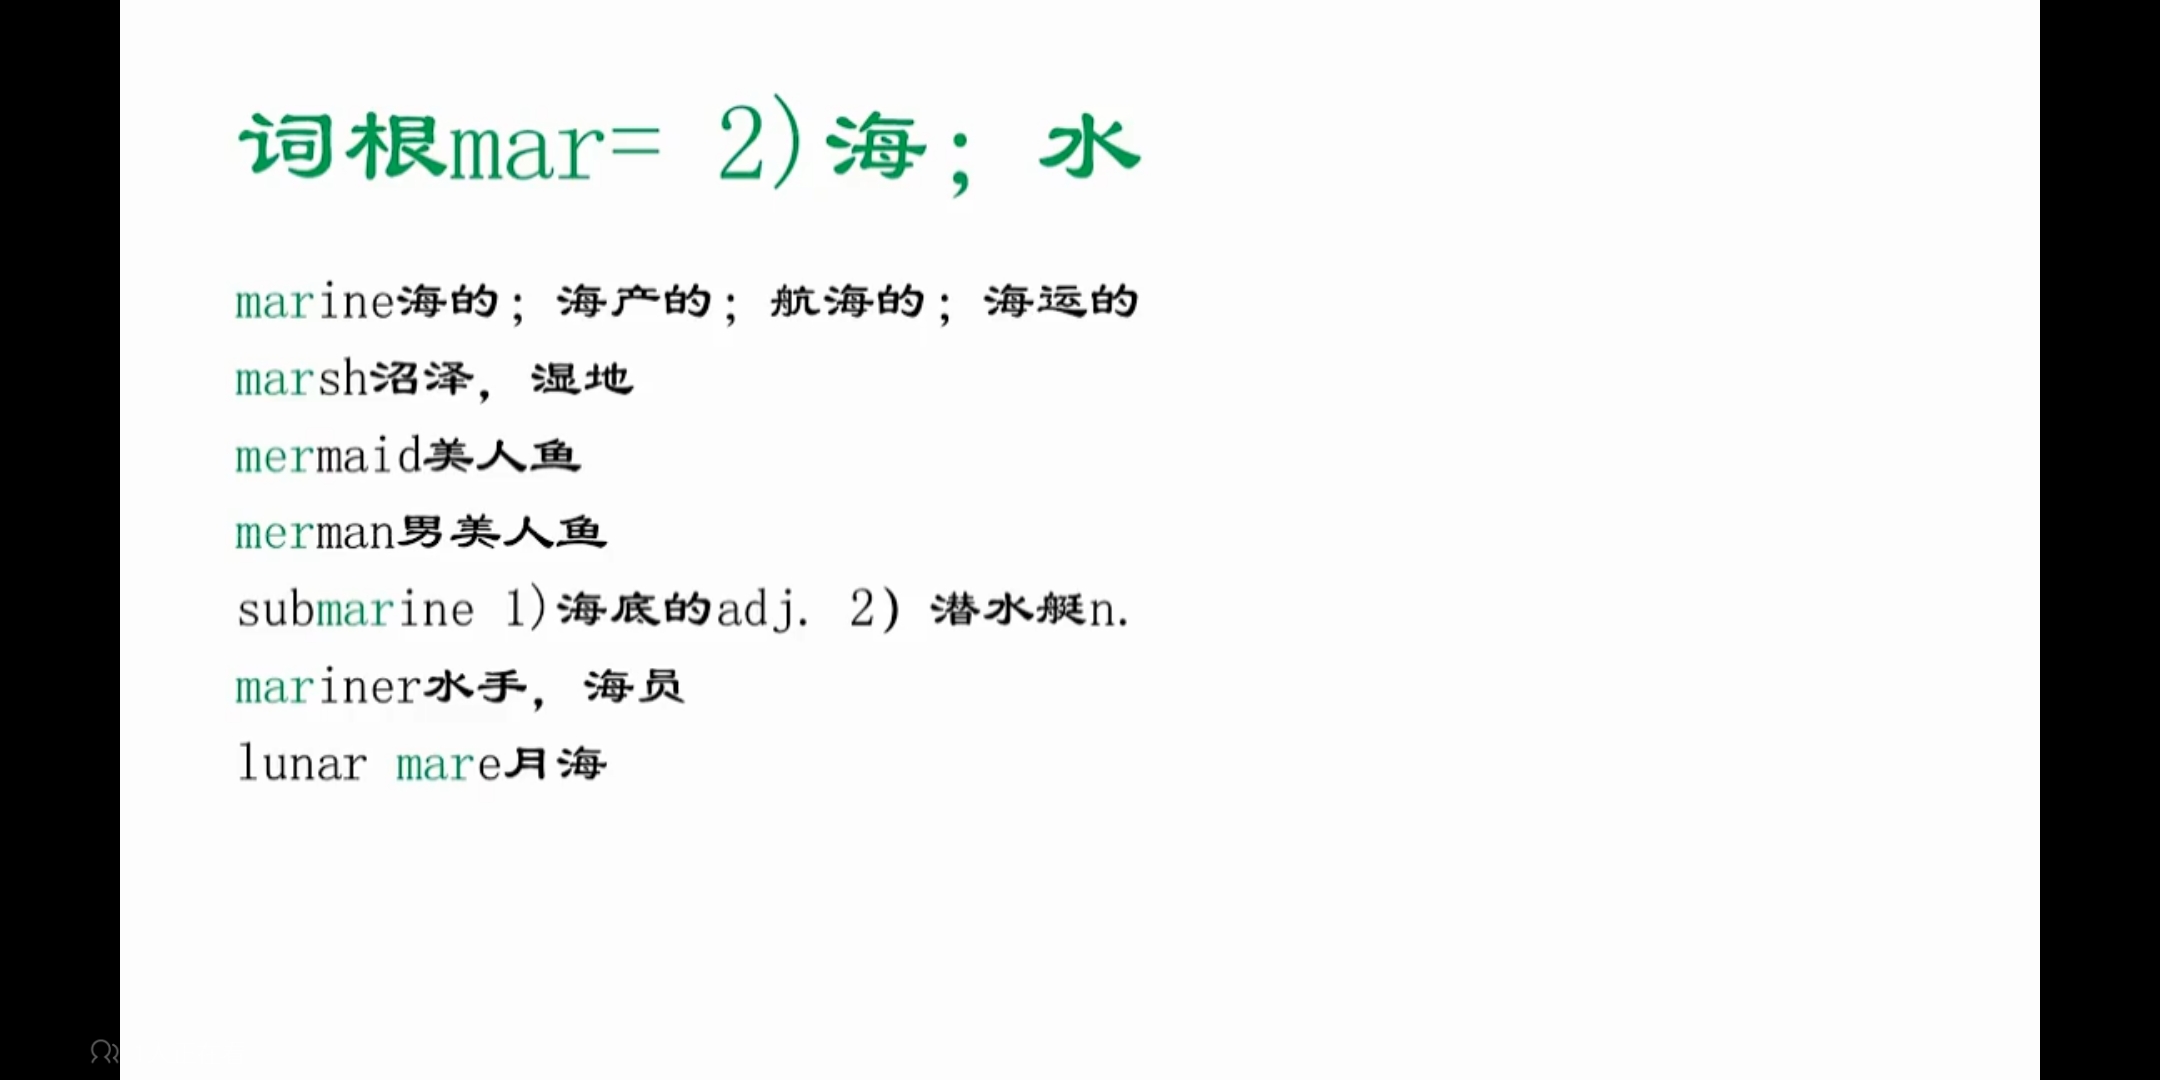 词根mar= 2)海；水
marine海的；海产的；航海的；海运的
marsh沼泽，湿地
mermaid美人鱼
merman男美人鱼
submarine 1)海底的adj. 2) 潜水艇n.
mariner水手，海员
lunar mare月海